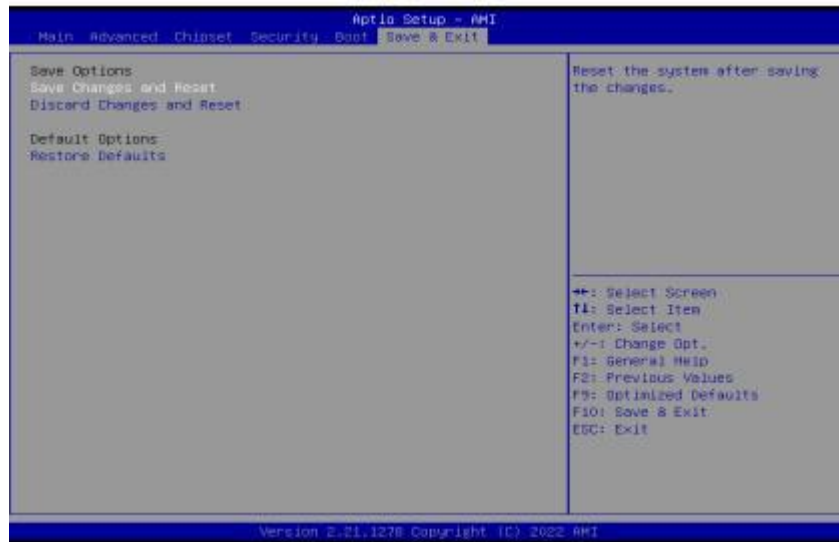 Aptio Setup - AMI
Main Advanced Chipset Security Boot Save & Exit
Save Options
Save Changes and Reset
Discard Changes and Reset
Default Options
Restore Defaults
Reset the system after saving
the changes.
→←: Select Screen
↑↓: Select Item
Enter: Select
+/-: Change Opt.
F1: General Help
F2: Previous Values
F9: Optimized Defaults
F10: Save & Exit
ESC: Exit
Version 2.21.1278 Copyright (C) 2022 AMI